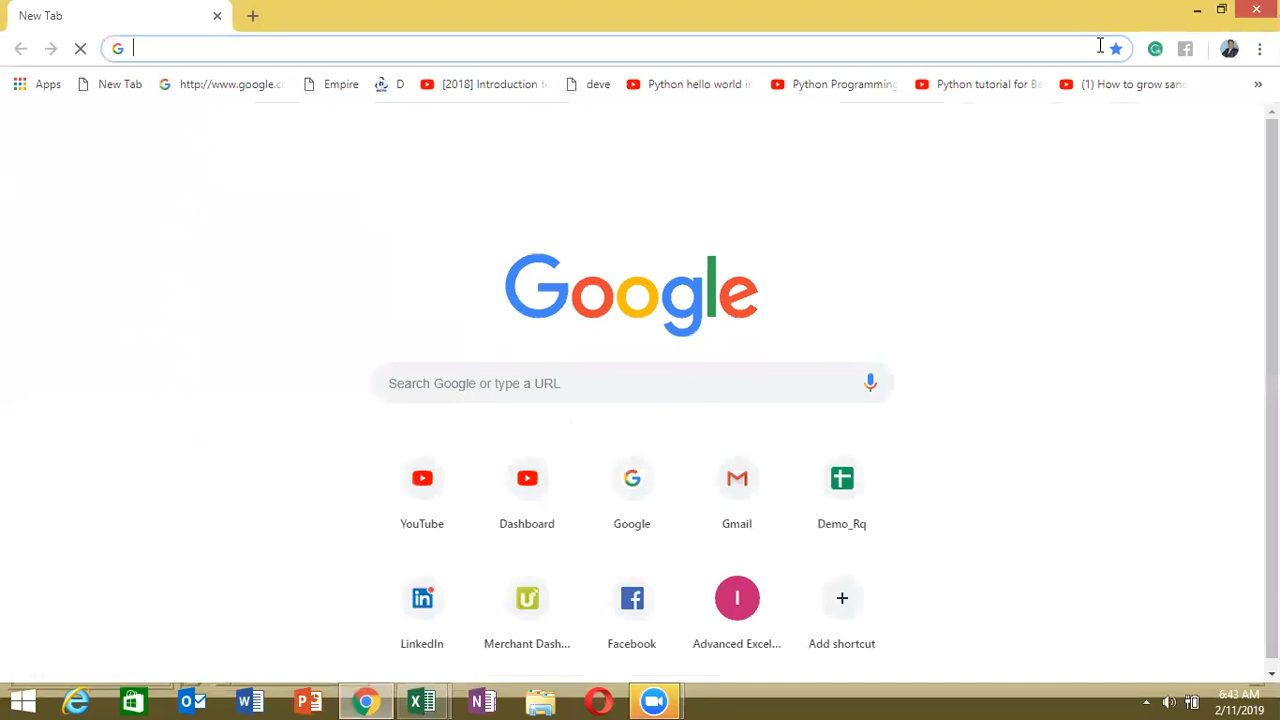 New Tab
Apps New Tab http://www.google.c Empire D [2018] Introduction t deve Python hello world in Python Programming Python tutorial for Be (1) How to grow sand »
Google
Search Google or type a URL
YouTube Dashboard Google Gmail Demo_Rq
LinkedIn Merchant Dash... Facebook Advanced Excel... Add shortcut
6:43 AM
2/11/2019